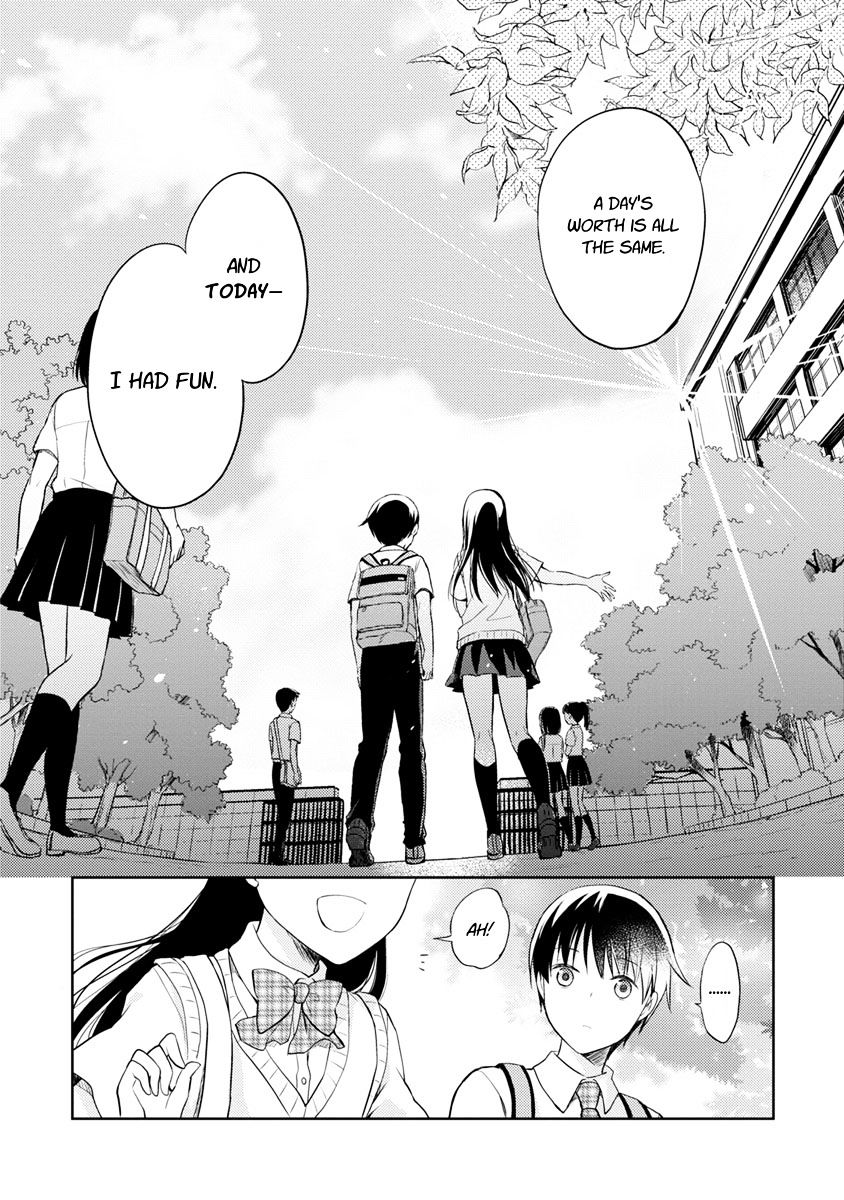 A DAY'S
WORTH IS ALL
THE SAME.
AND
TODAY—
I HAD FUN.
......
AH!